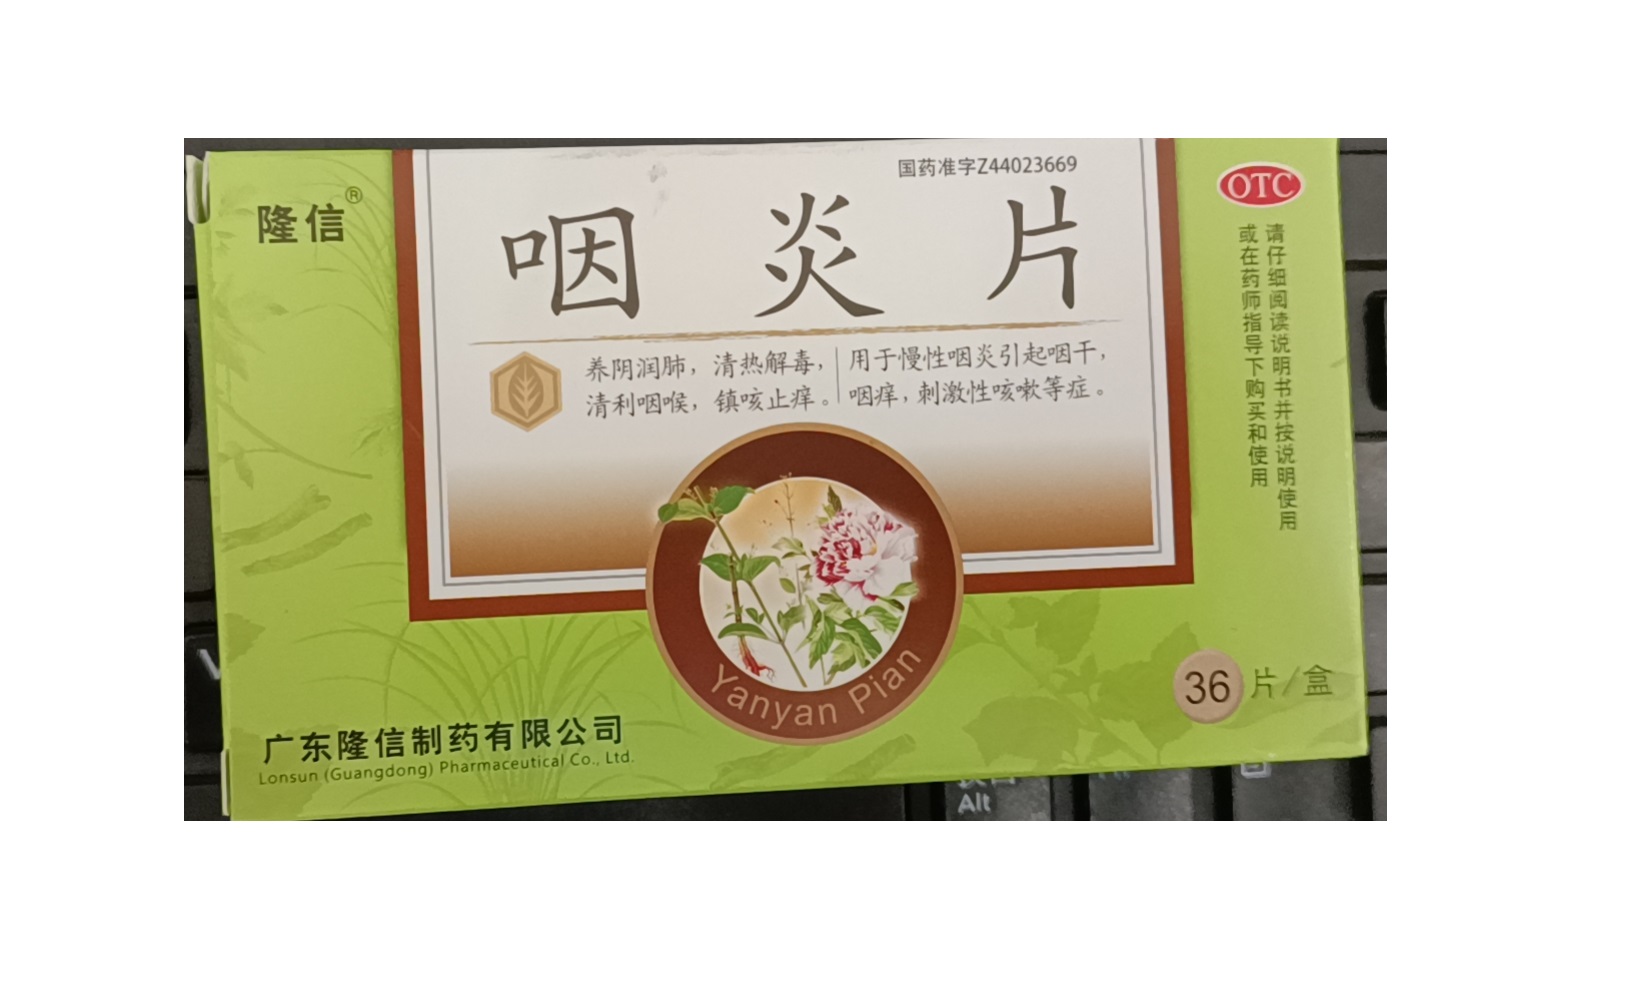 国药准字Z44023669
OTC
隆信®
咽炎片
请仔细阅读说明书并按说明使用
或在药师指导下购买和使用
养阴润肺，清热解毒，
清利咽喉，镇咳止痒。
用于慢性咽炎引起咽干，
咽痒，刺激性咳嗽等症。
Yanyan Pian
36片/盒
广东隆信制药有限公司
Lonsun (Guangdong) Pharmaceutical Co., Ltd.
Alt